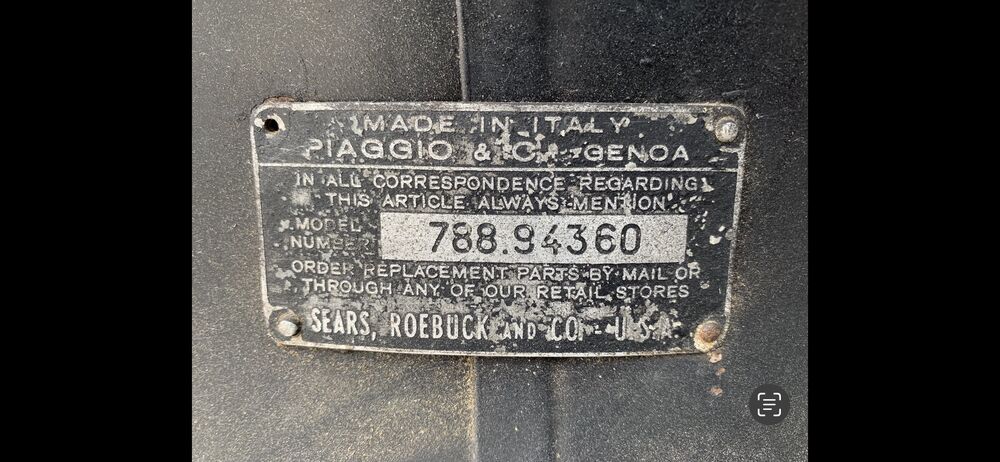 MADE IN ITALY
PIAGGIO & C. - GENOA
IN ALL CORRESPONDENCE REGARDING
THIS ARTICLE ALWAYS MENTION
MODEL
NUMBER
788.94360
ORDER REPLACEMENT PARTS BY MAIL OR
THROUGH ANY OF OUR RETAIL STORES
SEARS, ROEBUCK AND CO. - U.S.A.